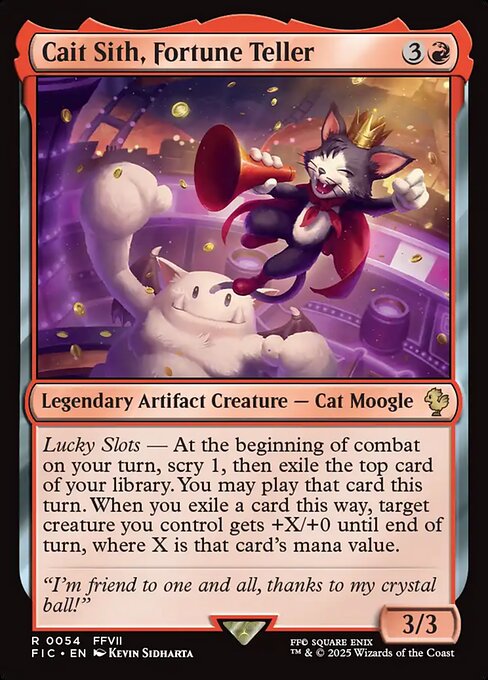 Cait Sith, Fortune Teller 3
Legendary Artifact Creature — Cat Moogle
Lucky Slots — At the beginning of combat
on your turn, scry 1, then exile the top card
of your library. You may play that card this
turn. When you exile a card this way, target
creature you control gets +X/+0 until end of
turn, where X is that card's mana value.
"I'm friend to one and all, thanks to my crystal
ball!"
3/3
R 0054 FFVII
FIC • EN Kevin Sidharta
FF© SQUARE ENIX
™ & © 2025 Wizards of the Coast